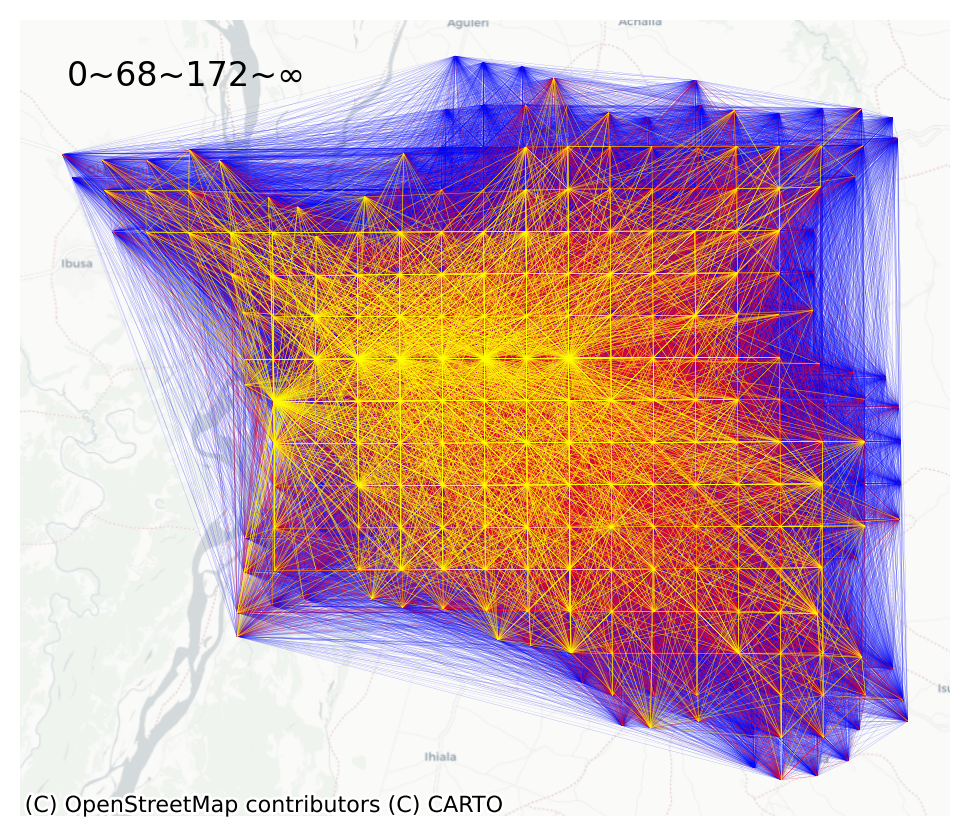 Aguleri
Achalla
0~68~172~∞
Ibusa
Ihiala
(C) OpenStreetMap contributors (C) CARTO